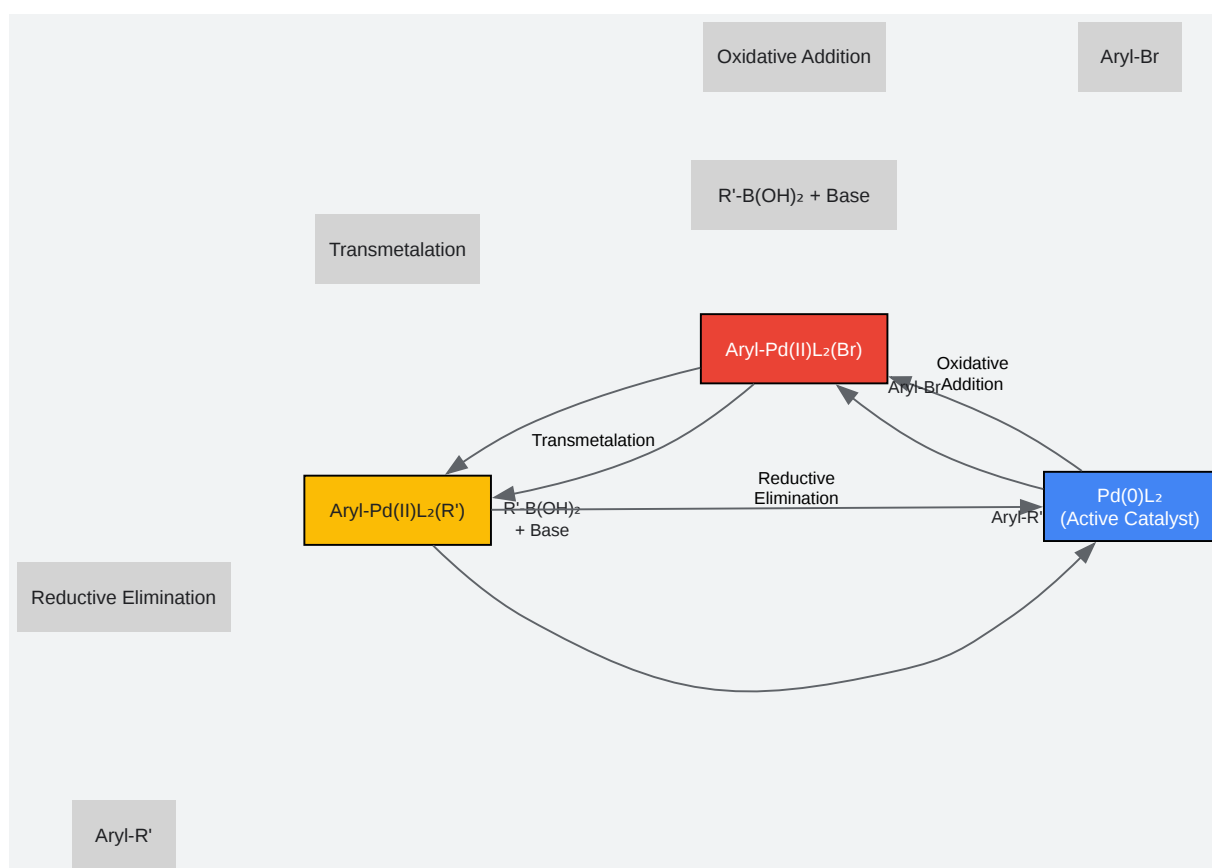 Oxidative Addition
Aryl-Br
R'-B(OH)₂ + Base
Transmetalation
Aryl-Pd(II)L₂(Br)
Oxidative
Addition
Aryl-Br
Transmetalation
Reductive
Elimination
Aryl-Pd(II)L₂(R')
R'-B(OH)₂
+ Base
Aryl-R'
Pd(0)L₂
(Active Catalyst)
Reductive Elimination
Aryl-R'